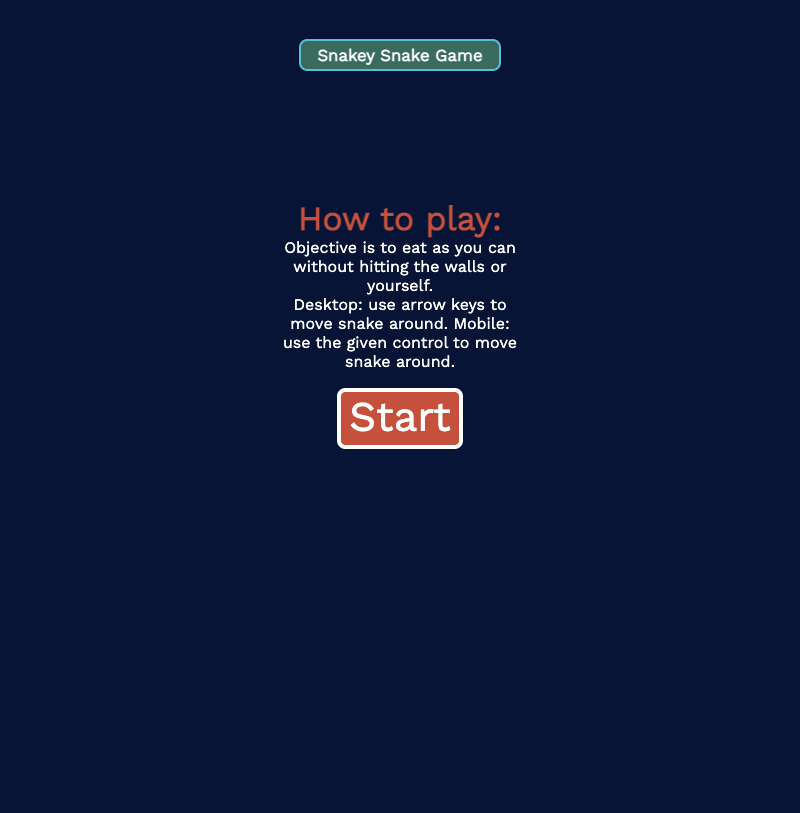 Snakey Snake Game
How to play:
Objective is to eat as you can
without hitting the walls or
yourself.
Desktop: use arrow keys to
move snake around. Mobile:
use the given control to move
snake around.
Start